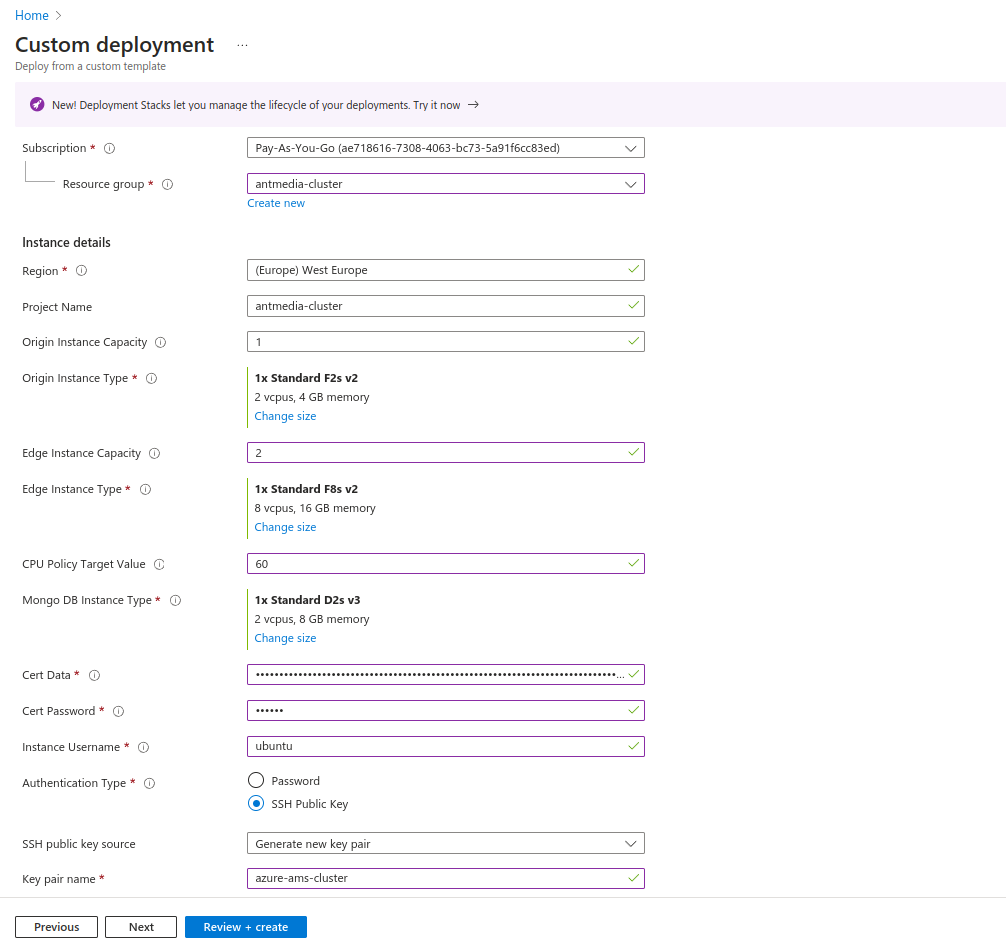 Home
Custom deployment ...
Deploy from a custom template
New! Deployment Stacks let you manage the lifecycle of your deployments. Try it now →
Subscription * Pay-As-You-Go (ae718616-7308-4063-bc73-5a91f6cc83ed)
Resource group * antmedia-cluster
Create new
Instance details
Region * (Europe) West Europe
Project Name antmedia-cluster
Origin Instance Capacity 1
Origin Instance Type * 1x Standard F2s v2
2 vcpus, 4 GB memory
Change size
Edge Instance Capacity 2
Edge Instance Type * 1x Standard F8s v2
8 vcpus, 16 GB memory
Change size
CPU Policy Target Value 60
Mongo DB Instance Type * 1x Standard D2s v3
2 vcpus, 8 GB memory
Change size
Cert Data *
Cert Password * ••••••
Instance Username * ubuntu
Authentication Type * Password
SSH Public Key
SSH public key source Generate new key pair
Key pair name * azure-ams-cluster
Previous Next Review + create